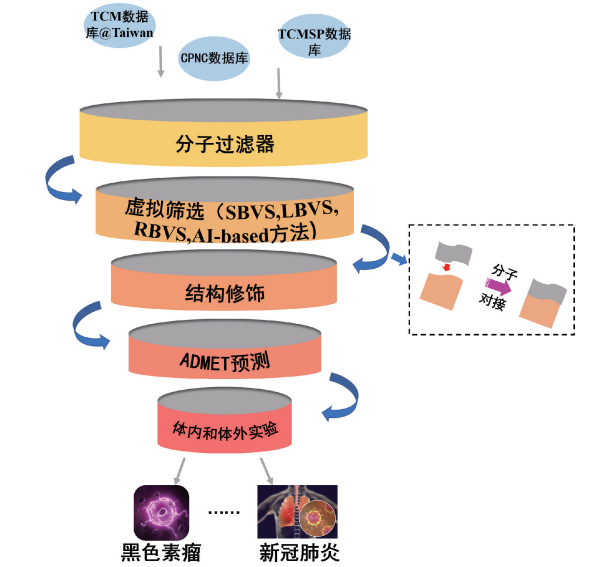 TCM数据
库@Taiwan
CPNC数据库
TCMSP数据
库
分子过滤器
虚拟筛选（SBVS,LBVS,
RBVS,AI-based方法)
分子
对接
结构修饰
ADMET预测
体内和体外实验
……
黑色素瘤
新冠肺炎